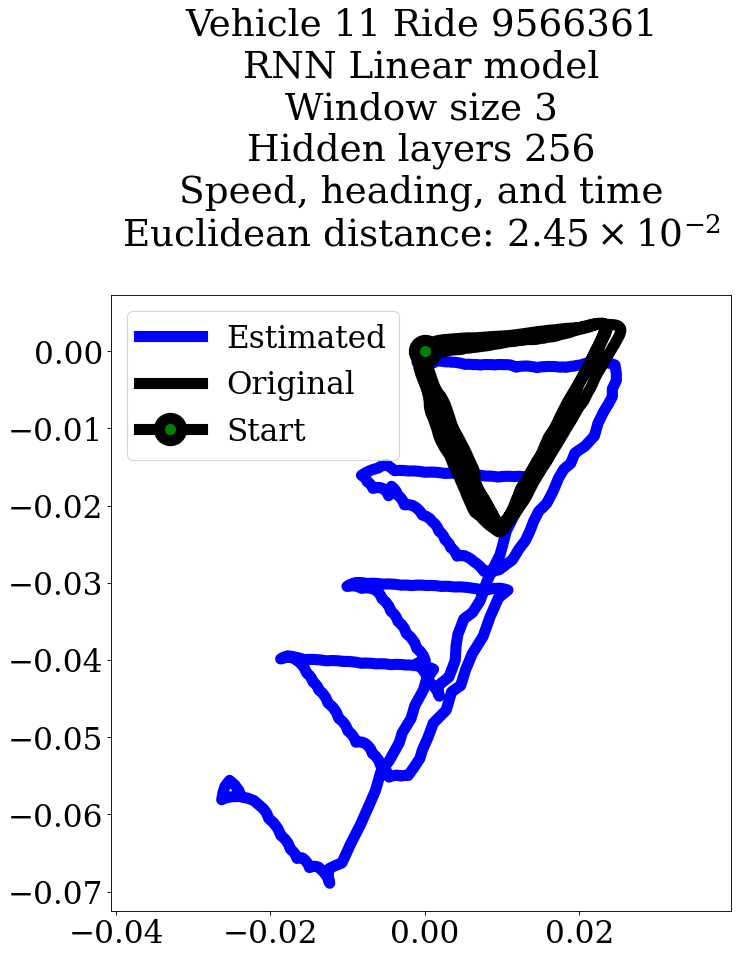 Vehicle 11 Ride 9566361
RNN Linear model
Window size 3
Hidden layers 256
Speed, heading, and time
Euclidean distance: 2.45 × 10⁻²
Estimated
Original
Start
0.00
−0.01
−0.02
−0.03
−0.04
−0.05
−0.06
−0.07
−0.04 −0.02 0.00 0.02